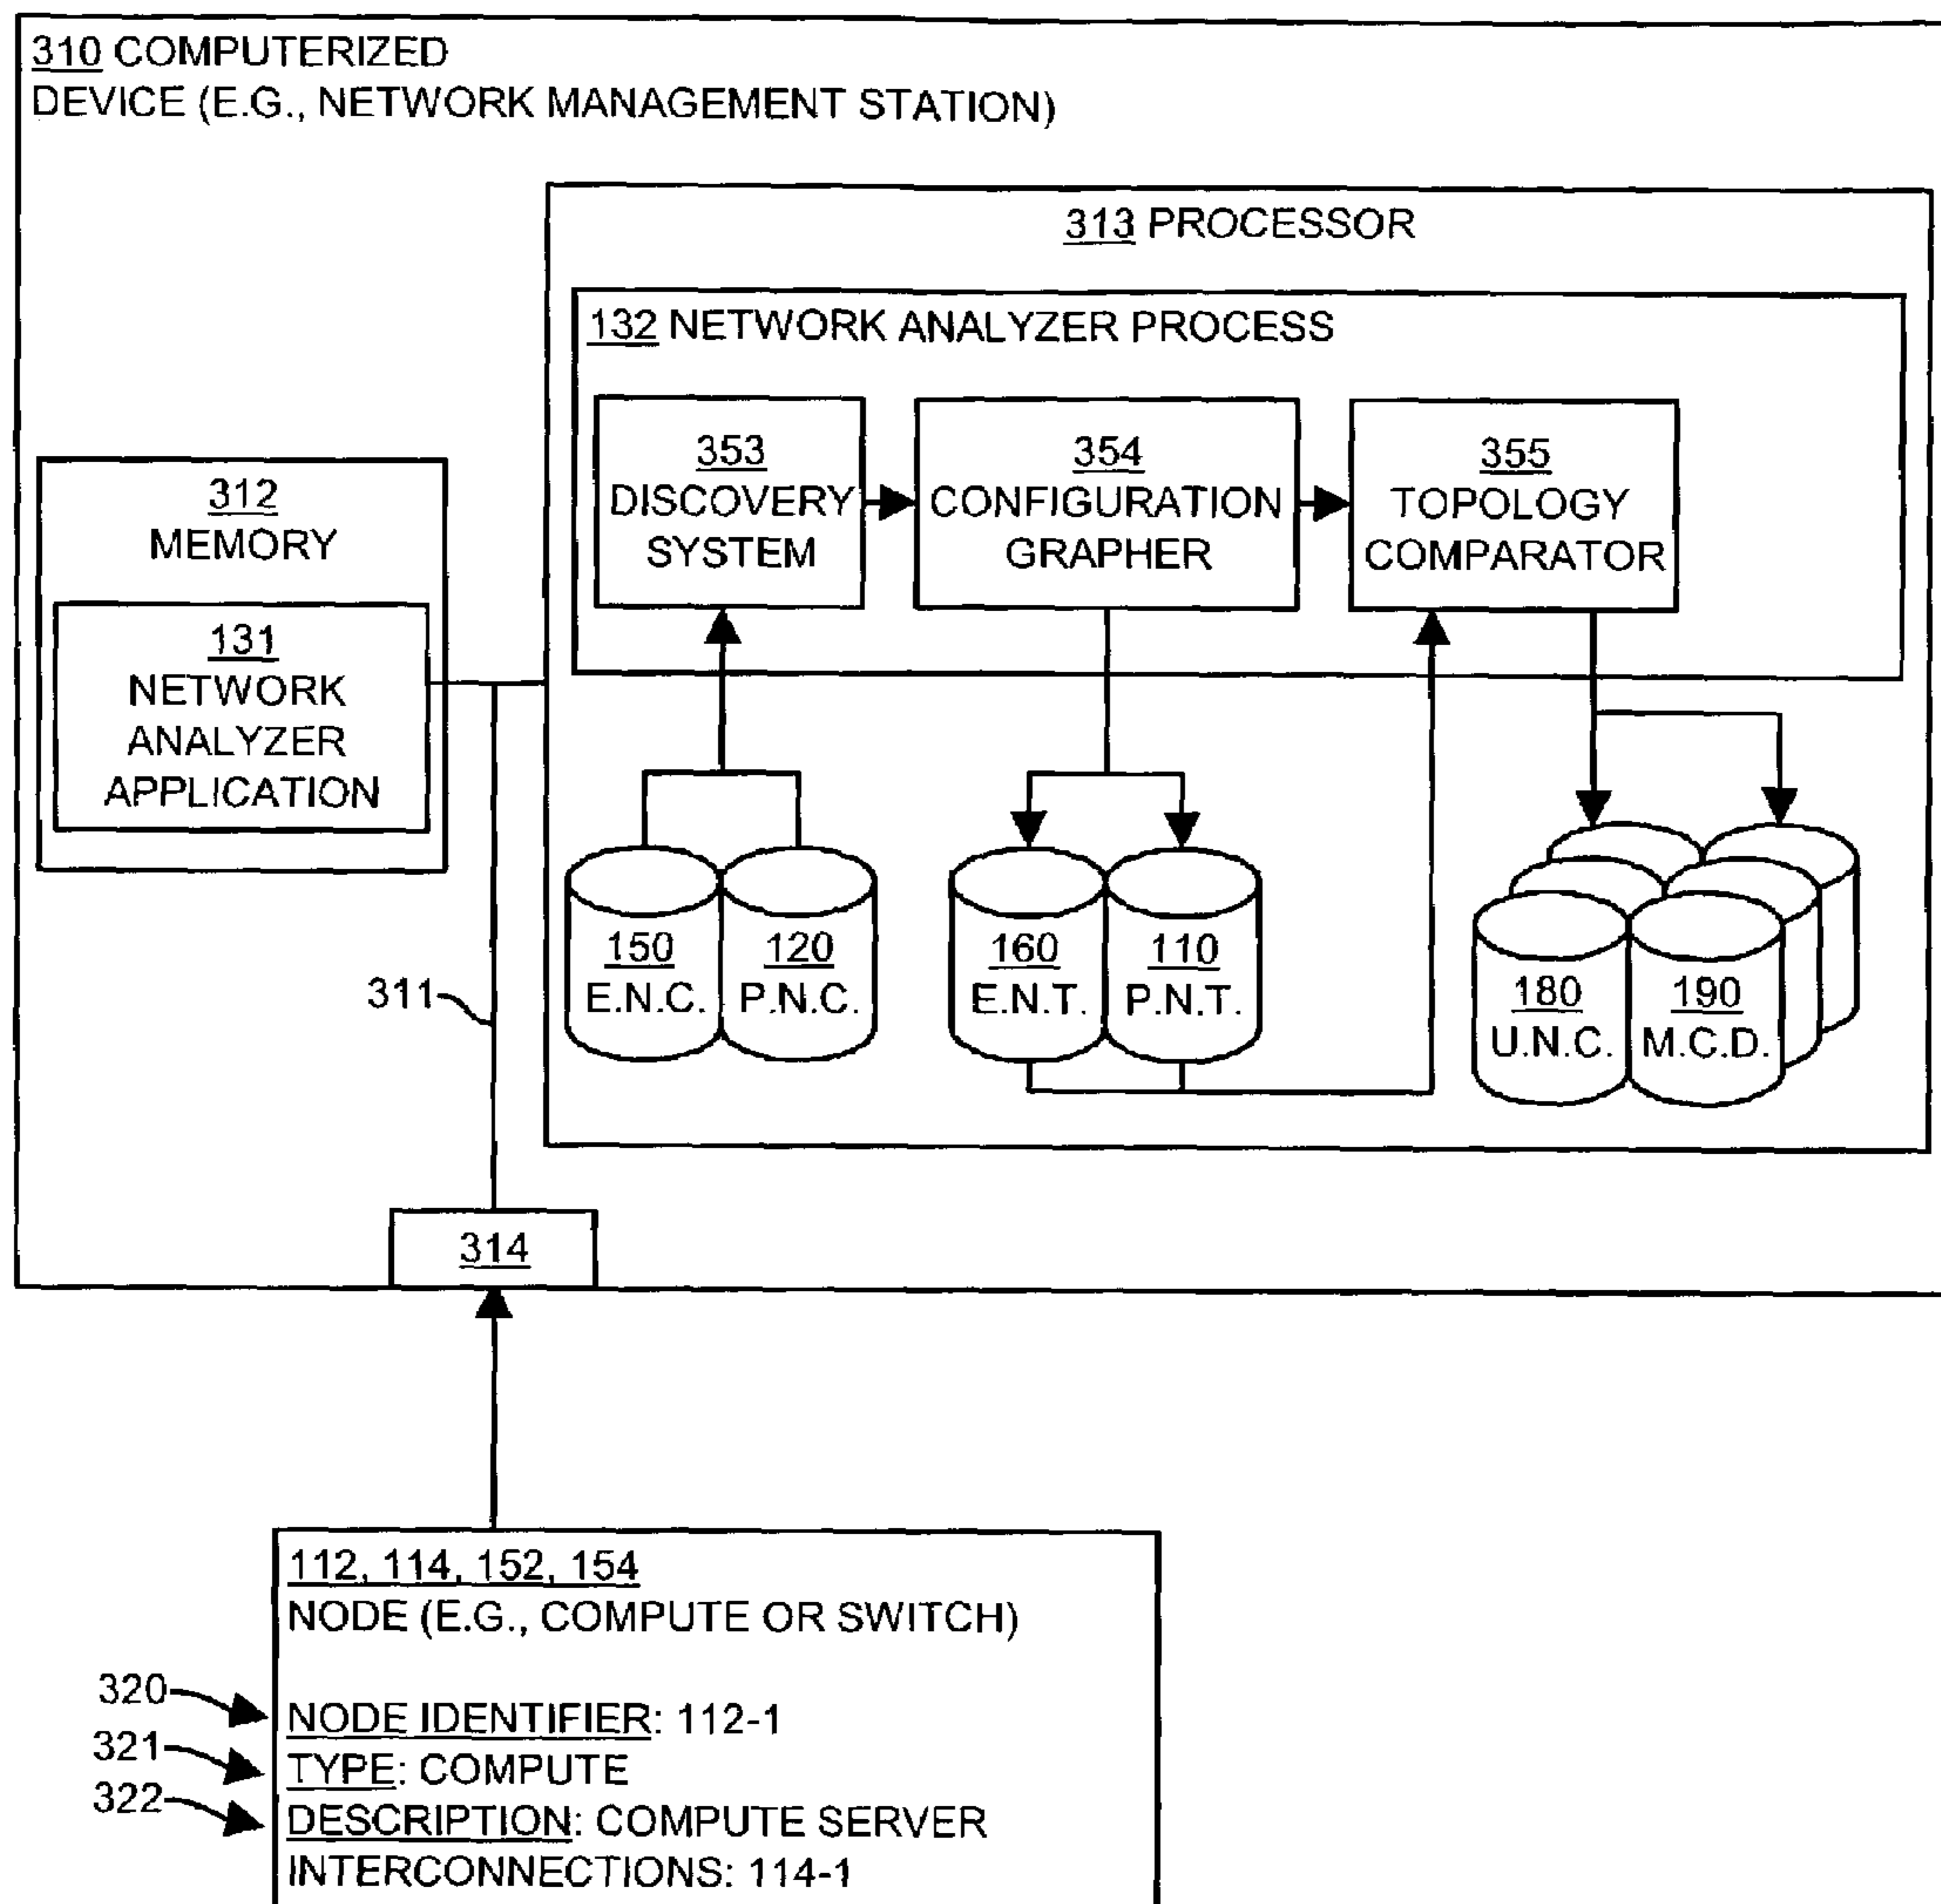 310 COMPUTERIZED
DEVICE (E.G., NETWORK MANAGEMENT STATION)
313 PROCESSOR
132 NETWORK ANALYZER PROCESS
353
DISCOVERY
SYSTEM
354
CONFIGURATION
GRAPHER
355
TOPOLOGY
COMPARATOR
312
MEMORY
131
NETWORK
ANALYZER
APPLICATION
150
E.N.C.
120
P.N.C.
160
E.N.T.
110
P.N.T.
180
U.N.C.
190
M.C.D.
311
314
112, 114, 152, 154
NODE (E.G., COMPUTE OR SWITCH)
320
NODE IDENTIFIER: 112-1
321
TYPE: COMPUTE
322
DESCRIPTION: COMPUTE SERVER
INTERCONNECTIONS: 114-1